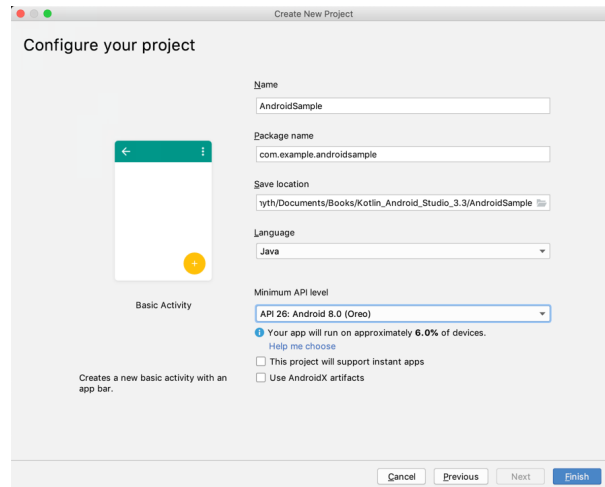 Create New Project
Configure your project
Name
AndroidSample
Package name
com.example.androidsample
Save location
nyth/Documents/Books/Kotlin_Android_Studio_3.3/AndroidSample
Language
Java
Minimum API level
API 26: Android 8.0 (Oreo)
Your app will run on approximately 6.0% of devices.
Help me choose
This project will support instant apps
Use AndroidX artifacts
Basic Activity
Creates a new basic activity with an
app bar.
Cancel Previous Next Finish